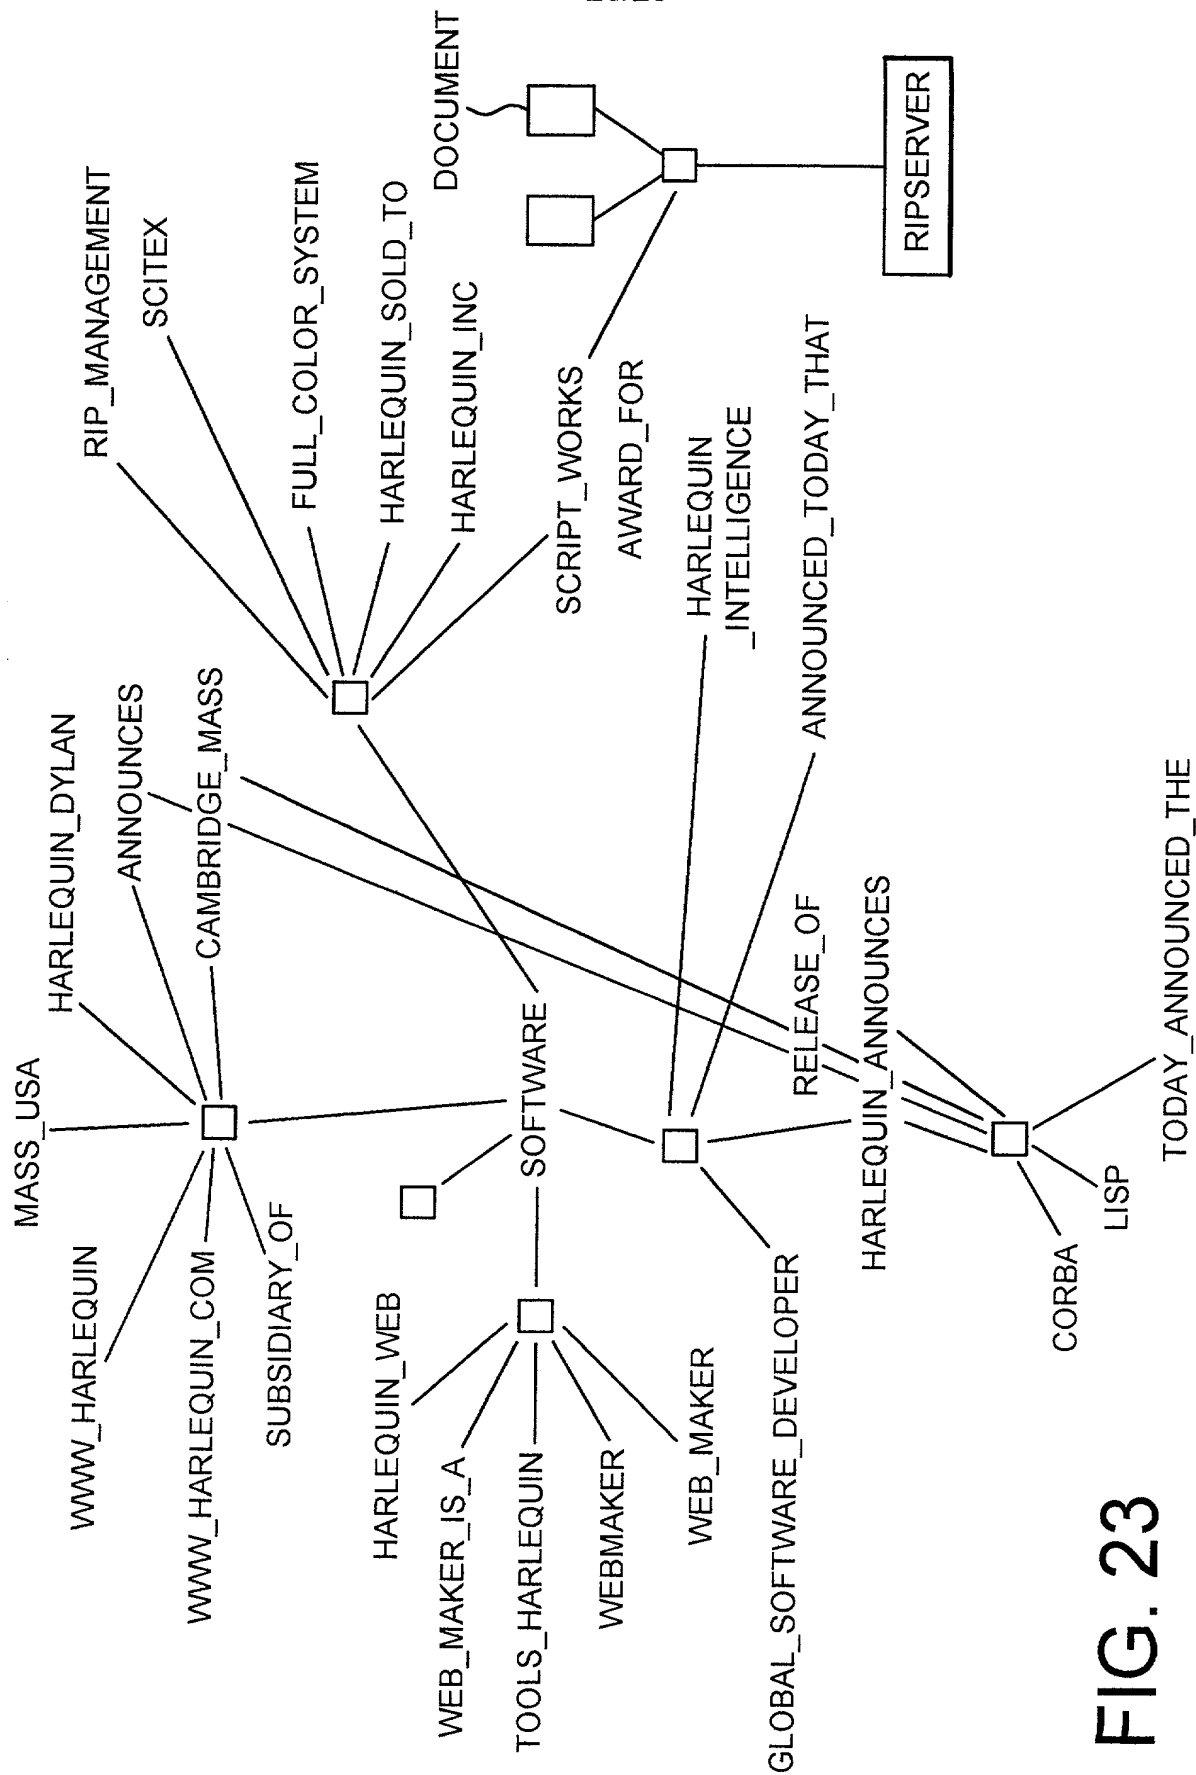 MASS_USA
HARLEQUIN_DYLAN
ANNOUNCES
CAMBRIDGE_MASS
WWW_HARLEQUIN
WWW_HARLEQUIN_COM
SUBSIDIARY_OF
RIP_MANAGEMENT
SCITEX
FULL_COLOR_SYSTEM
HARLEQUIN_SOLD_TO
HARLEQUIN_INC
SCRIPT_WORKS
AWARD_FOR
DOCUMENT
RIPSERVER
HARLEQUIN
_INTELLIGENCE
ANNOUNCED_TODAY_THAT
SOFTWARE
HARLEQUIN_WEB
WEB_MAKER_IS_A
TOOLS_HARLEQUIN
WEBMAKER
WEB_MAKER
GLOBAL_SOFTWARE_DEVELOPER
RELEASE_OF
HARLEQUIN_ANNOUNCES
CORBA
LISP
TODAY_ANNOUNCED_THE
FIG. 23